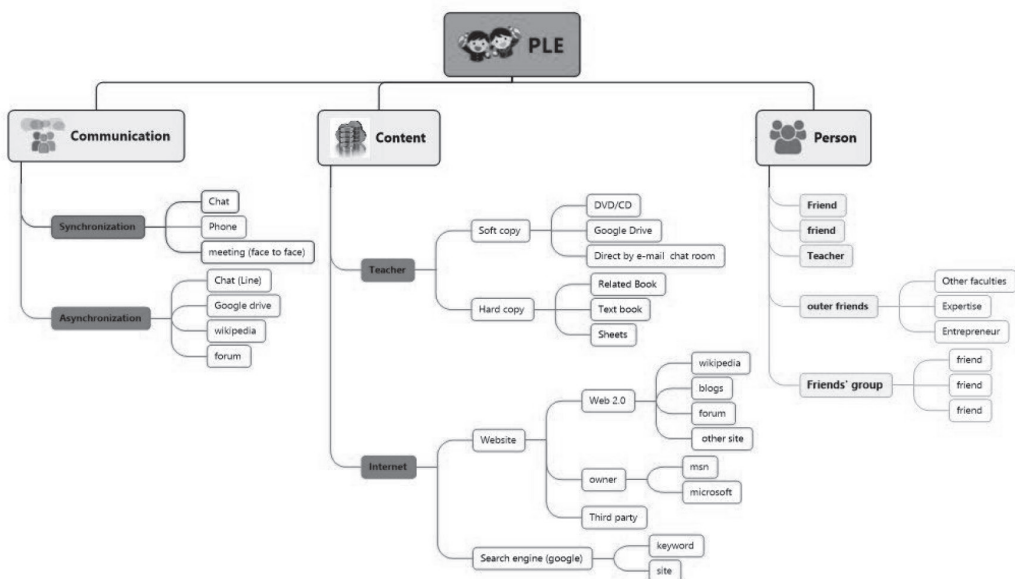 PLE
Communication
Synchronization
Chat
Phone
meeting (face to face)
Asynchronization
Chat (Line)
Google drive
wikipedia
forum
Content
Teacher
Soft copy
DVD/CD
Google Drive
Direct by e-mail chat room
Hard copy
Related Book
Text book
Sheets
Internet
Website
Web 2.0
wikipedia
blogs
forum
other site
owner
msn
microsoft
Third party
Search engine (google)
keyword
site
Person
Friend
friend
Teacher
outer friends
Other faculties
Expertise
Entrepreneur
Friends' group
friend
friend
friend